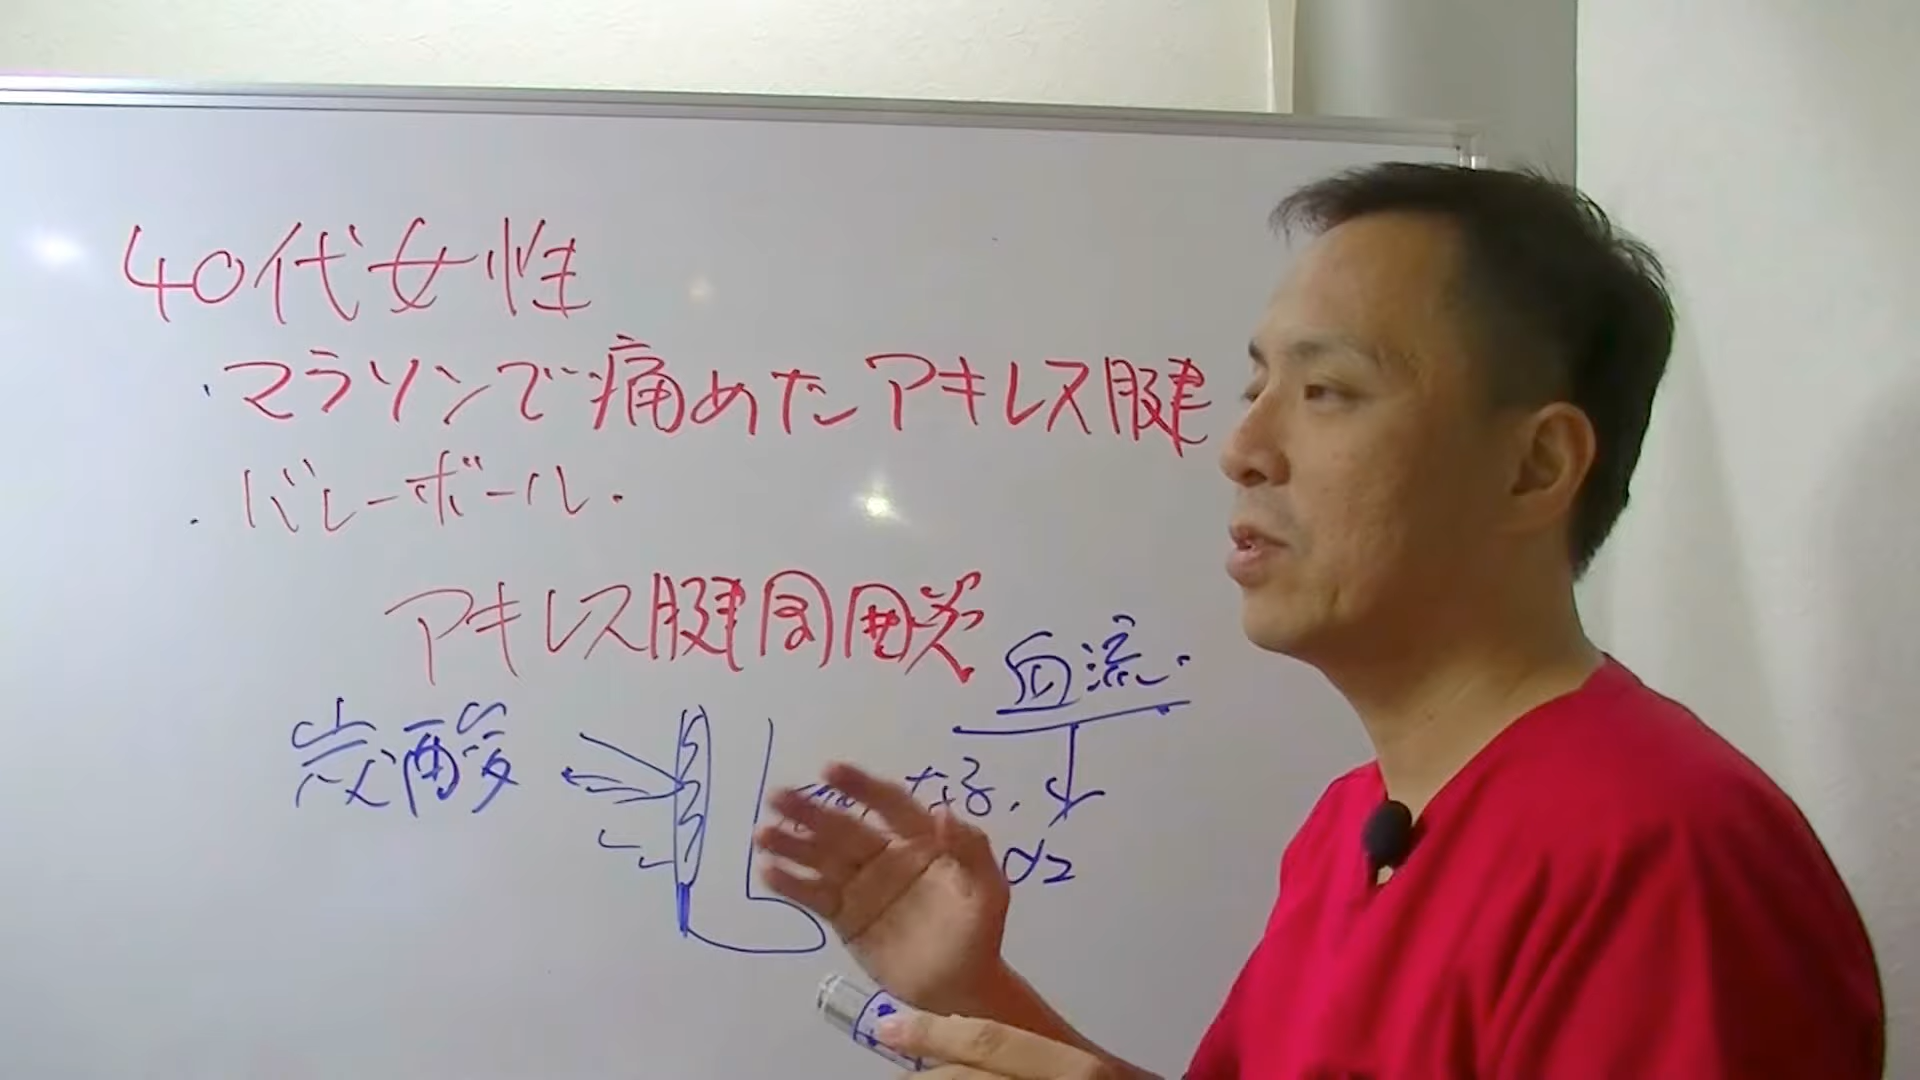 40代女性
・マラソンで痛めたアキレス腱
・バレーボール.
アキレス腱周囲炎
血流.
炭酸